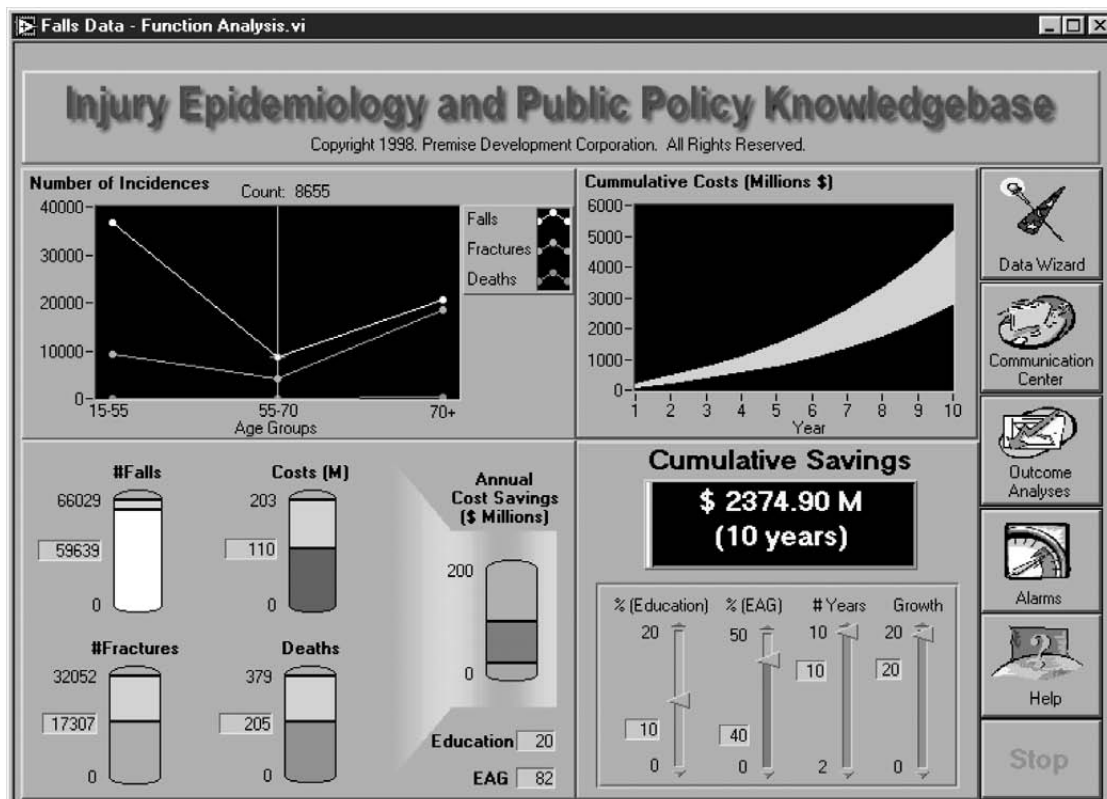 Falls Data - Function Analysis.vi
Injury Epidemiology and Public Policy Knowledgebase
Copyright 1998. Premise Development Corporation. All Rights Reserved.
Number of Incidences
Count: 8655
40000
30000
20000
10000
0
15-55
55-70
70+
Age Groups
Falls
Fractures
Deaths
Cummulative Costs (Millions $)
6000
5000
4000
3000
2000
1000
0
1 2 3 4 5 6 7 8 9 10
Year
Data Wizard
Communication
Center
Outcome
Analyses
Alarms
Help
Stop
#Falls
66029
59639
0
Costs (M)
203
110
0
#Fractures
32052
17307
0
Deaths
379
205
0
Annual
Cost Savings
($ Millions)
200
0
Education 20
EAG 82
Cumulative Savings
$ 2374.90 M
(10 years)
% (Education)
20
10
0
% (EAG)
50
40
0
# Years
10
10
2
Growth
20
20
0